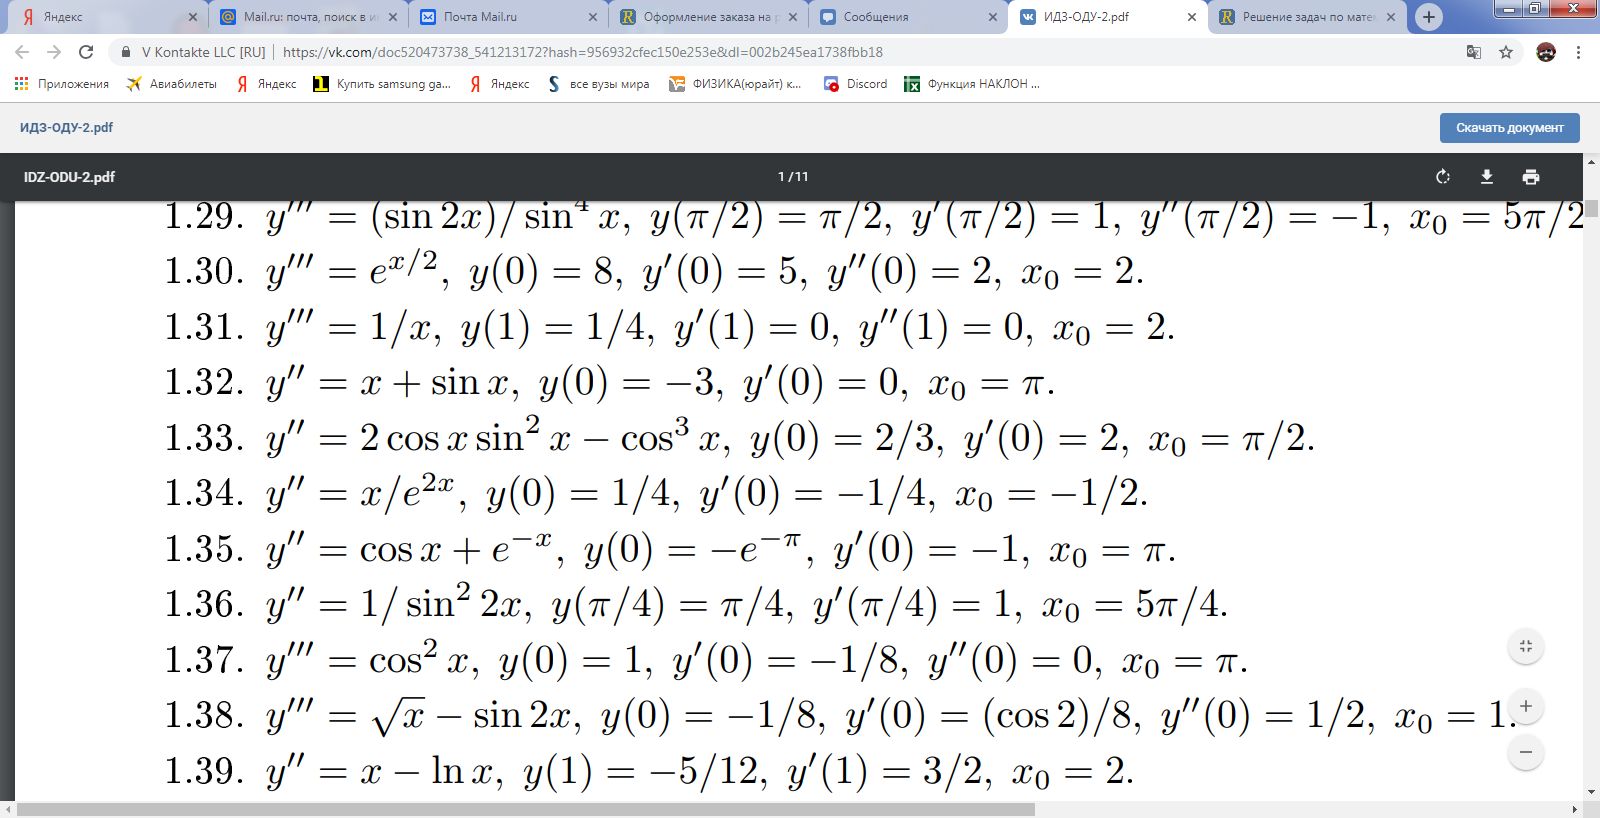 Яндекс
Mail.ru: почта, поиск в и
Почта Mail.ru
Оформление заказа на р
Сообщения
ИДЗ-ОДУ-2.pdf
Решение задач по мате
V Kontakte LLC [RU] | https://vk.com/doc520473738_541213172?hash=956932cfec150e253e&dl=002b245ea1738fbb18
Приложения Авиабилеты Яндекс Купить samsung ga... Яндекс все вузы мира ФИЗИКА(юрайт) к... Discord Функция НАКЛОН ...
ИДЗ-ОДУ-2.pdf Скачать документ
IDZ-ODU-2.pdf 1 / 11
1.29. y''' = (sin 2x)/ sin⁴ x, y(π/2) = π/2, y'(π/2) = 1, y''(π/2) = −1, x₀ = 5π/2
1.30. y''' = e^{x/2}, y(0) = 8, y'(0) = 5, y''(0) = 2, x₀ = 2.
1.31. y''' = 1/x, y(1) = 1/4, y'(1) = 0, y''(1) = 0, x₀ = 2.
1.32. y'' = x + sin x, y(0) = −3, y'(0) = 0, x₀ = π.
1.33. y'' = 2 cos x sin² x − cos³ x, y(0) = 2/3, y'(0) = 2, x₀ = π/2.
1.34. y'' = x/e^{2x}, y(0) = 1/4, y'(0) = −1/4, x₀ = −1/2.
1.35. y'' = cos x + e^{−x}, y(0) = −e^{−π}, y'(0) = −1, x₀ = π.
1.36. y'' = 1/ sin² 2x, y(π/4) = π/4, y'(π/4) = 1, x₀ = 5π/4.
1.37. y''' = cos² x, y(0) = 1, y'(0) = −1/8, y''(0) = 0, x₀ = π.
1.38. y''' = √x − sin 2x, y(0) = −1/8, y'(0) = (cos 2)/8, y''(0) = 1/2, x₀ = 1.
1.39. y'' = x − ln x, y(1) = −5/12, y'(1) = 3/2, x₀ = 2.